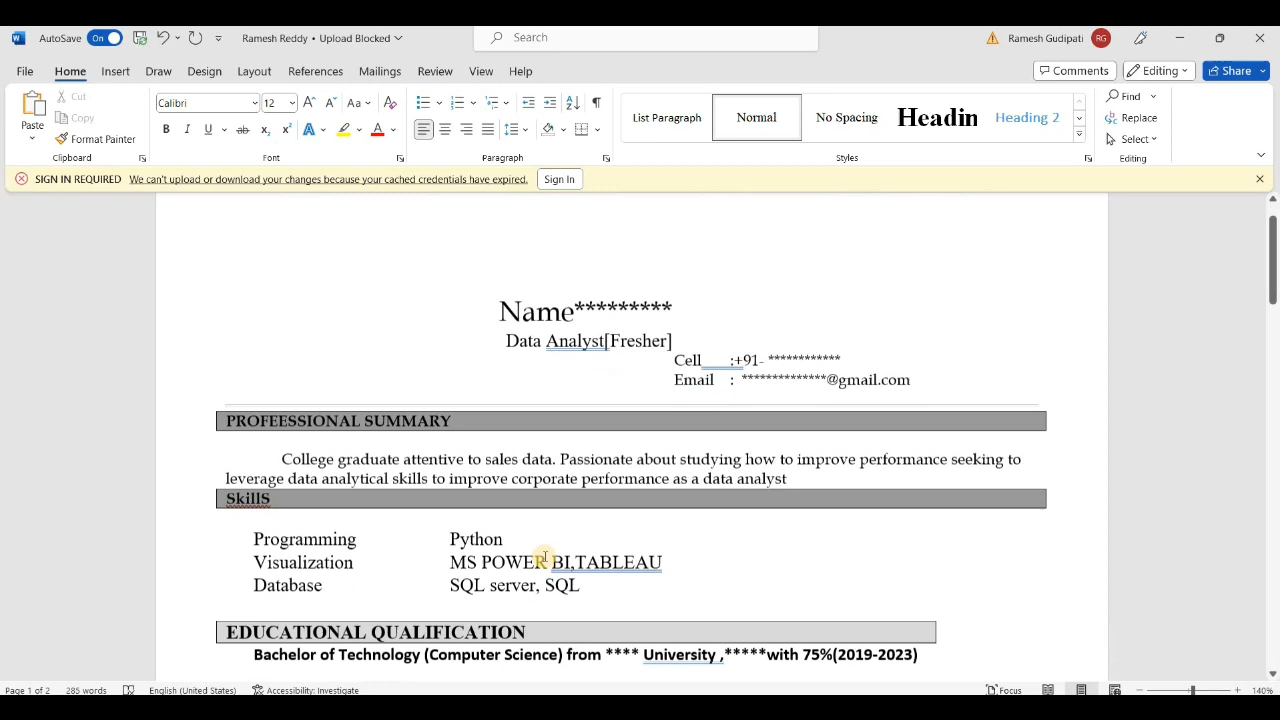 AutoSave On Ramesh Reddy • Upload Blocked Search Ramesh Gudipati RG
File Home Insert Draw Design Layout References Mailings Review View Help Comments Editing Share
Paste Cut Copy Format Painter Calibri 12 Aa List Paragraph Normal No Spacing Headin Heading 2 Find Replace Select
Clipboard Font Paragraph Styles Editing
SIGN IN REQUIRED We can't upload or download your changes because your cached credentials have expired. Sign In
Name*********
Data Analyst[Fresher]
Cell :+91- ************
Email : **************@gmail.com
PROFEESSIONAL SUMMARY
College graduate attentive to sales data. Passionate about studying how to improve performance seeking to
leverage data analytical skills to improve corporate performance as a data analyst
SkillS
Programming Python
Visualization MS POWER BI,TABLEAU
Database SQL server, SQL
EDUCATIONAL QUALIFICATION
Bachelor of Technology (Computer Science) from **** University ,*****with 75%(2019-2023)
Page 1 of 2 285 words English (United States) Accessibility: Investigate Focus 140%